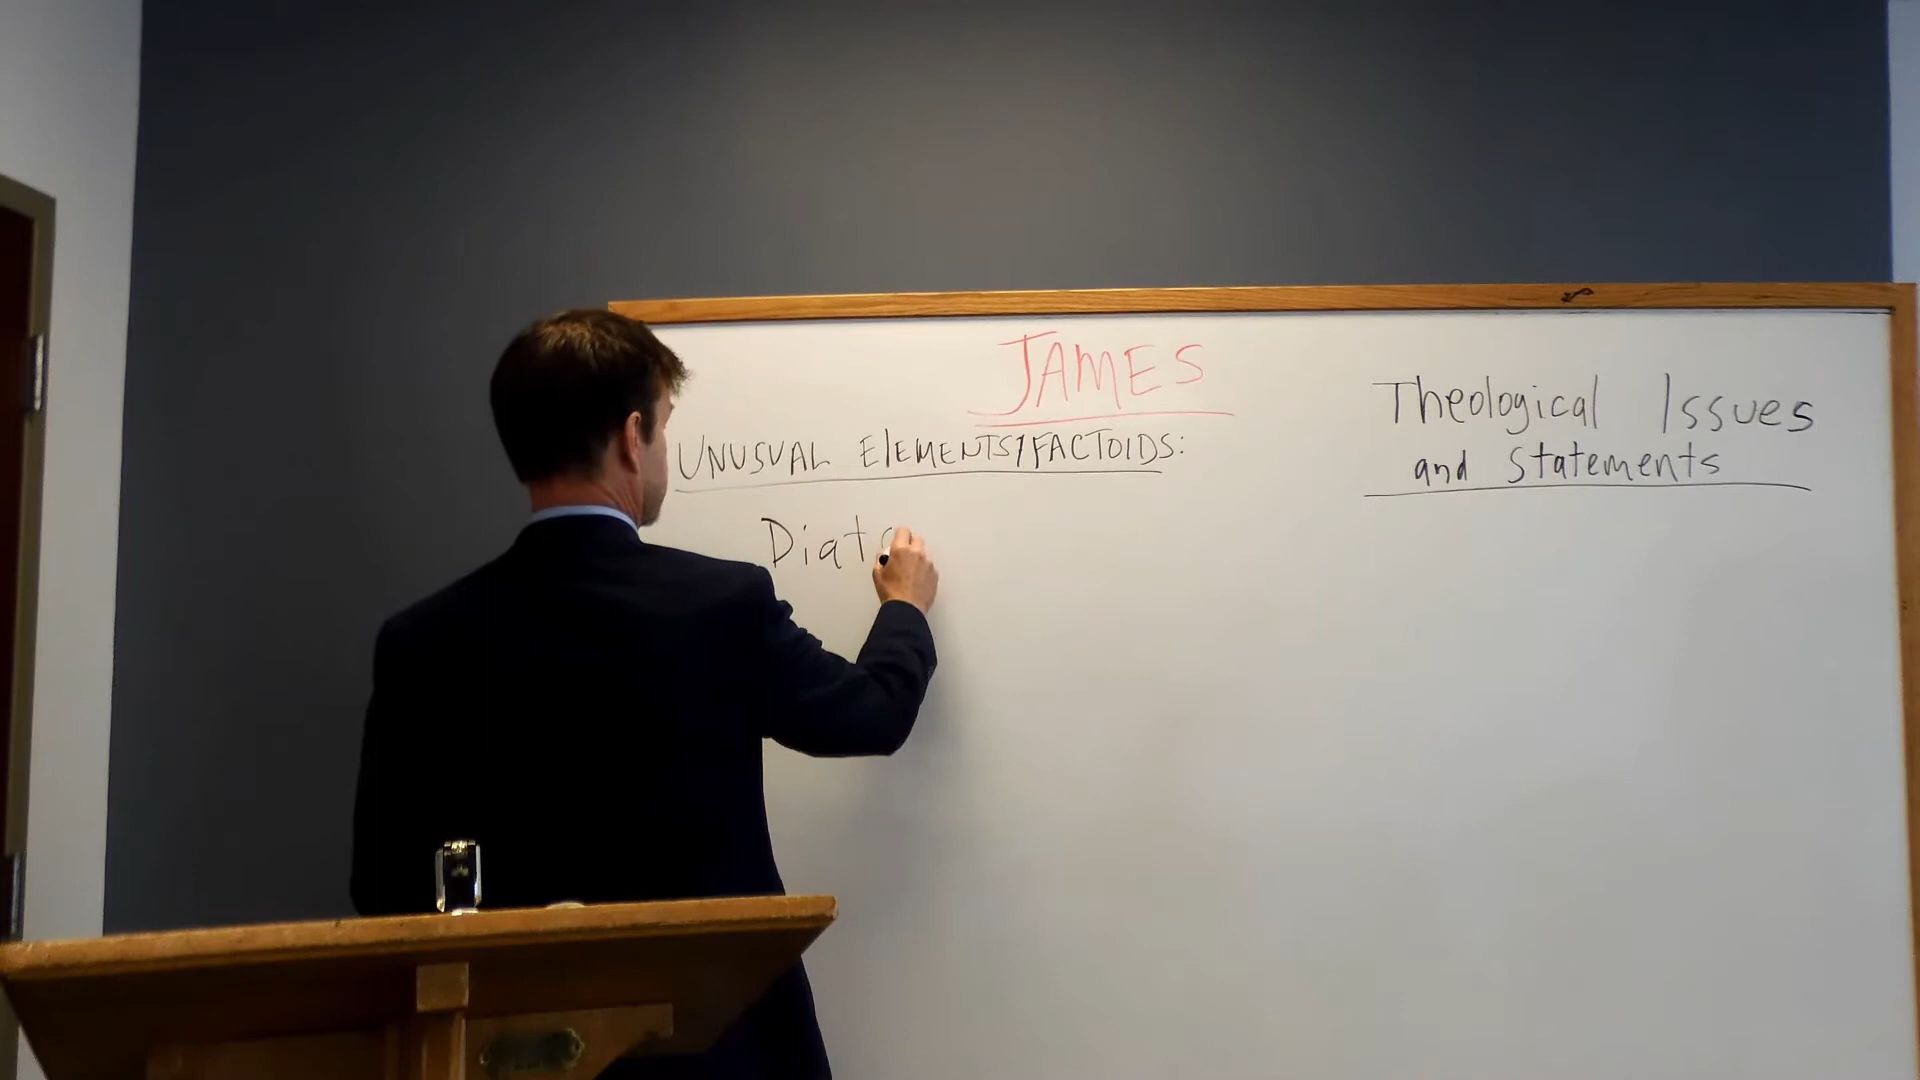 JAMES
UNUSUAL ElEMENTS/FACTOIDS:
Diat
Theological Issues
and Statements